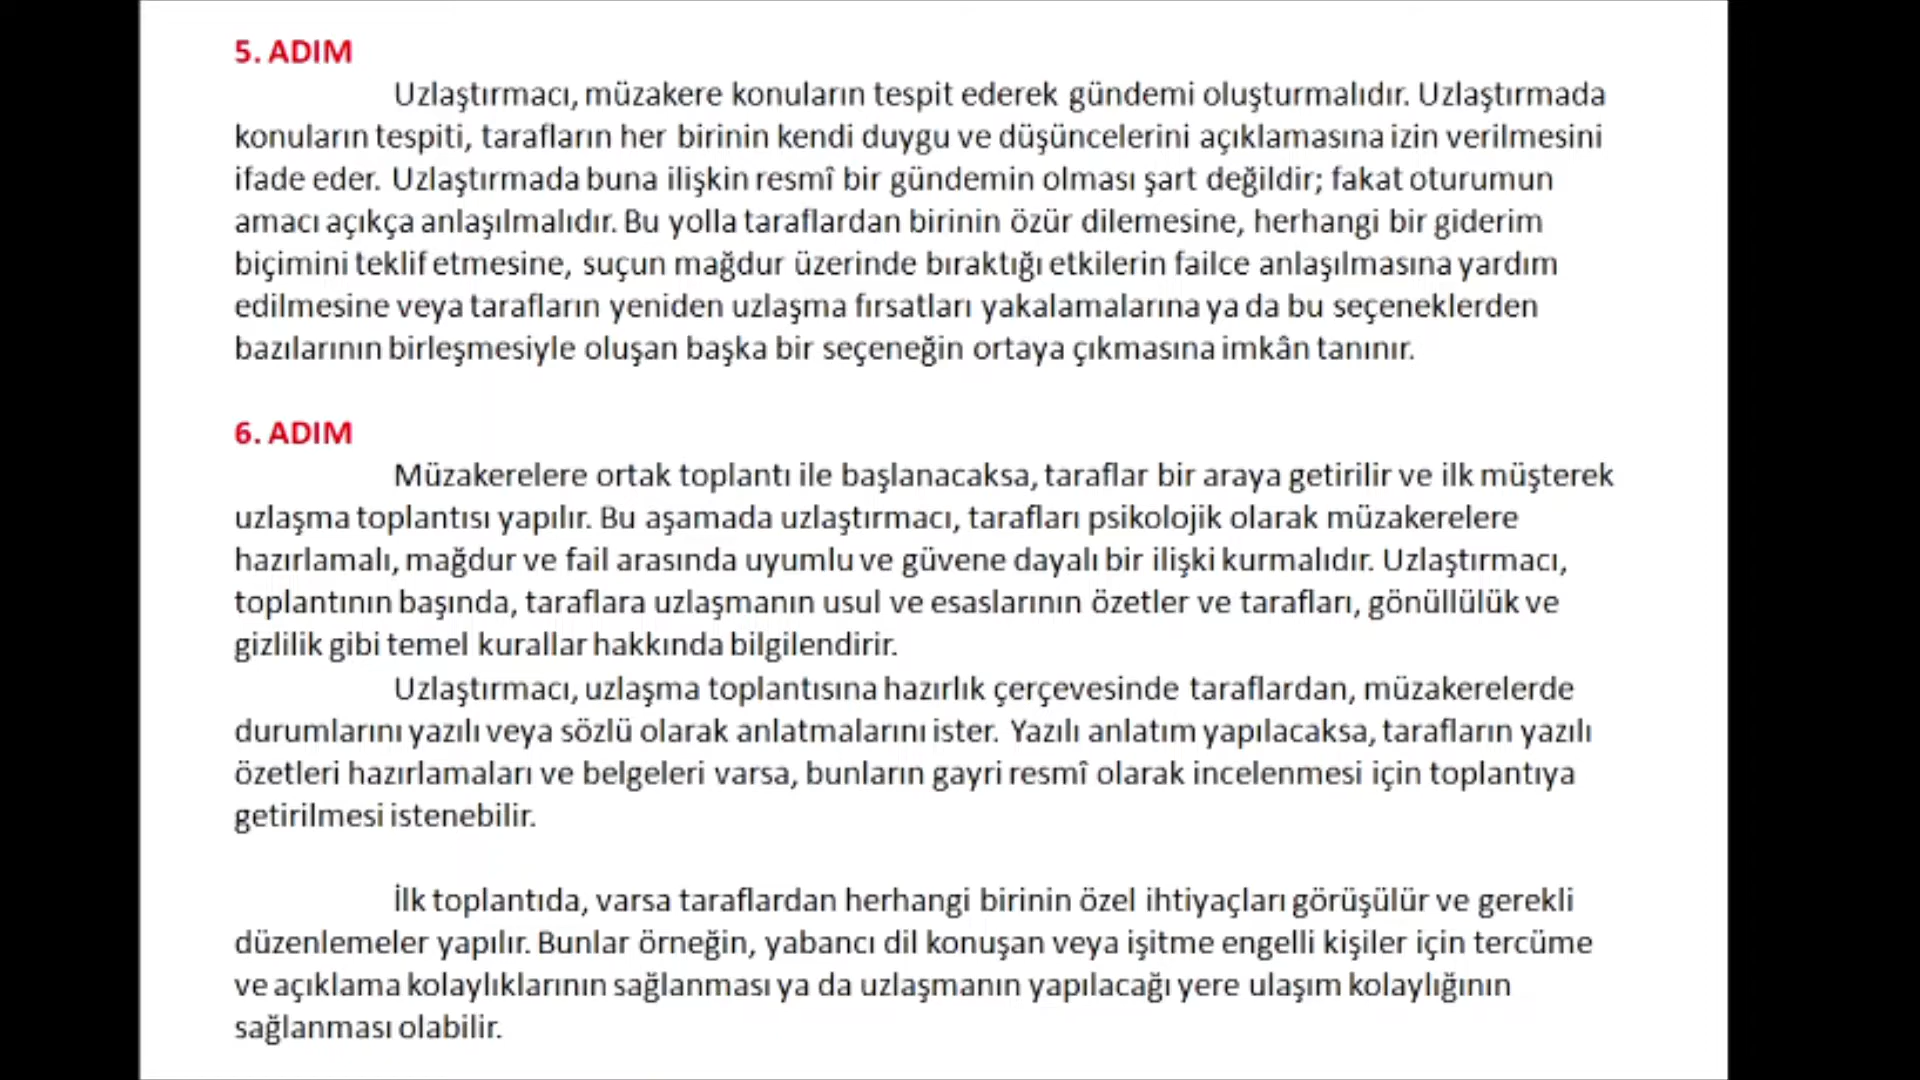 5. ADIM
Uzlaştırmacı, müzakere konuların tespit ederek gündemi oluşturmalıdır. Uzlaştırmada
konuların tespiti, tarafların her birinin kendi duygu ve düşüncelerini açıklamasına izin verilmesini
ifade eder. Uzlaştırmada buna ilişkin resmî bir gündemin olması şart değildir; fakat oturumun
amacı açıkça anlaşılmalıdır. Bu yolla taraflardan birinin özür dilemesine, herhangi bir giderim
biçimini teklif etmesine, suçun mağdur üzerinde bıraktığı etkilerin failce anlaşılmasına yardım
edilmesine veya tarafların yeniden uzlaşma fırsatları yakalamalarına ya da bu seçeneklerden
bazılarının birleşmesiyle oluşan başka bir seçeneğin ortaya çıkmasına imkân tanınır.
6. ADIM
Müzakerelere ortak toplantı ile başlanacaksa, taraflar bir araya getirilir ve ilk müşterek
uzlaşma toplantısı yapılır. Bu aşamada uzlaştırmacı, tarafları psikolojik olarak müzakerelere
hazırlamalı, mağdur ve fail arasında uyumlu ve güvene dayalı bir ilişki kurmalıdır. Uzlaştırmacı,
toplantının başında, taraflara uzlaşmanın usul ve esaslarının özetler ve tarafları, gönüllülük ve
gizlilik gibi temel kurallar hakkında bilgilendirir.
Uzlaştırmacı, uzlaşma toplantısına hazırlık çerçevesinde taraflardan, müzakerelerde
durumlarını yazılı veya sözlü olarak anlatmalarını ister. Yazılı anlatım yapılacaksa, tarafların yazılı
özetleri hazırlamaları ve belgeleri varsa, bunların gayri resmî olarak incelenmesi için toplantıya
getirilmesi istenebilir.
İlk toplantıda, varsa taraflardan herhangi birinin özel ihtiyaçları görüşülür ve gerekli
düzenlemeler yapılır. Bunlar örneğin, yabancı dil konuşan veya işitme engelli kişiler için tercüme
ve açıklama kolaylıklarının sağlanması ya da uzlaşmanın yapılacağı yere ulaşım kolaylığının
sağlanması olabilir.